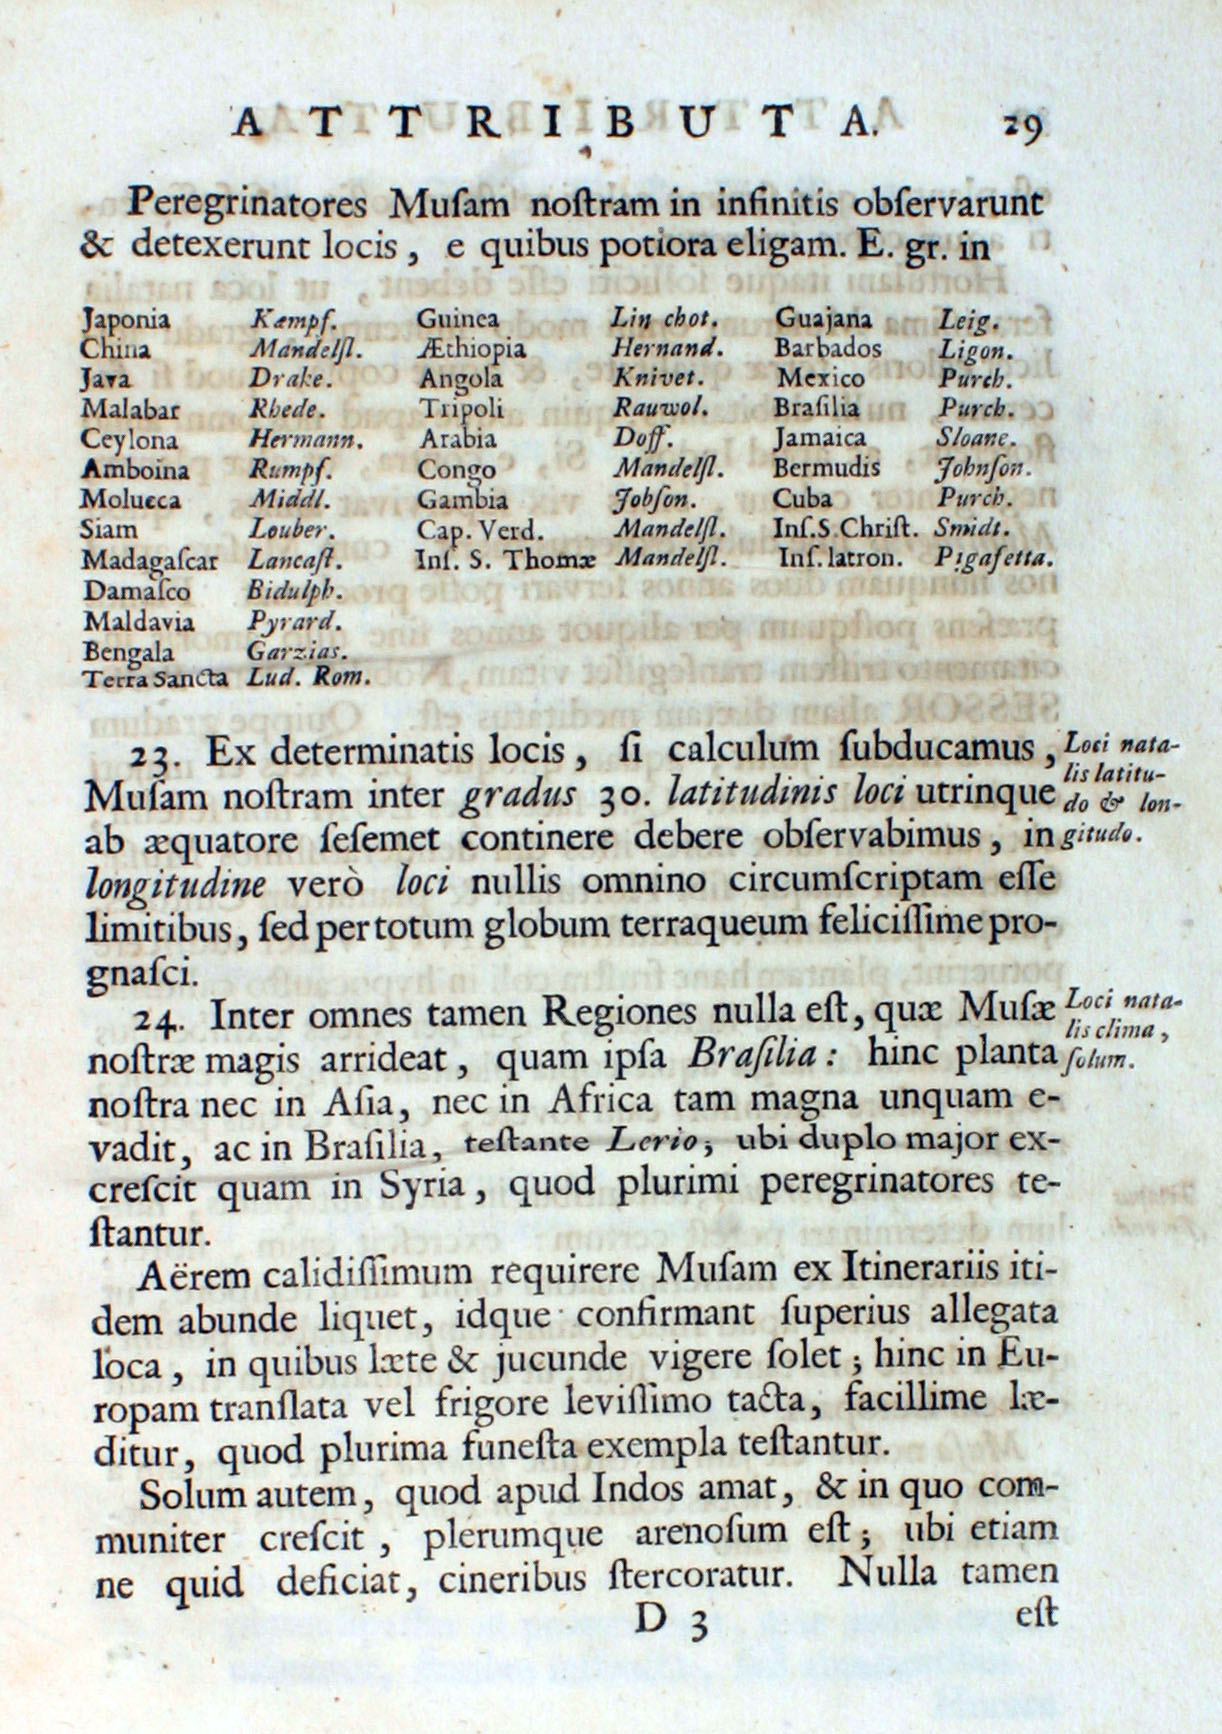 ATTRIBUTA. 29
Peregrinatores Muſam noſtram in infinitis obſervarunt
& detexerunt locis, e quibus potiora eligam. E. gr. in
Japonia Kæmpf. Guinea Lin chot. Guajana Leig.
China Mandelſl. Æthiopia Hernand. Barbados Ligon.
Java Drake. Angola Knivet. Mexico Purch.
Malabar Rhede. Tripoli Rauwol. Braſilia Purch.
Ceylona Hermann. Arabia Doff. Jamaica Sloane.
Amboina Rumpf. Congo Mandelſl. Bermudis Johnſon.
Molucca Middl. Gambia Jobſon. Cuba Purch.
Siam Louber. Cap. Verd. Mandelſl. Inſ. S. Chriſt. Smidt.
Madagaſcar Lancaſt. Inſ. S. Thomæ Mandelſl. Inſ. latron. Pigafetta.
Damaſco Bidulph.
Maldavia Pyrard.
Bengala Garzias.
Terra Sancta Lud. Rom.
23. Ex determinatis locis, ſi calculum ſubducamus,
Muſam noſtram inter gradus 30. latitudinis loci utrinque
ab æquatore ſeſemet continere debere obſervabimus, in
longitudine verò loci nullis omnino circumſcriptam eſſe
limitibus, ſed per totum globum terraqueum feliciſſime pro-
gnaſci.
Loci nata-
lis latitu-
do & lon-
gitudo.
24. Inter omnes tamen Regiones nulla eſt, quæ Muſæ
noſtræ magis arrideat, quam ipſa Braſilia: hinc planta
noſtra nec in Aſia, nec in Africa tam magna unquam e-
vadit, ac in Braſilia, teſtante Lerio; ubi duplo major ex-
creſcit quam in Syria, quod plurimi peregrinatores te-
ſtantur.
Loci nata-
lis clima,
ſolum.
Aërem calidiſſimum requirere Muſam ex Itinerariis iti-
dem abunde liquet, idque confirmant ſuperius allegata
loca, in quibus læte & jucunde vigere ſolet; hinc in Eu-
ropam translata vel frigore leviſſimo tacta, facillime læ-
ditur, quod plurima funeſta exempla teſtantur.
Solum autem, quod apud Indos amat, & in quo com-
muniter creſcit, plerumque arenoſum eſt; ubi etiam
ne quid deficiat, cineribus ſtercoratur. Nulla tamen
D 3 eſt